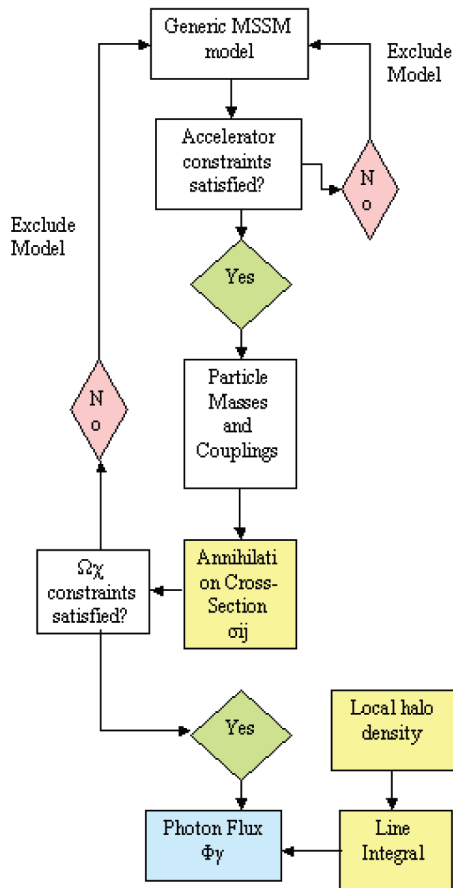 Generic MSSM
model
Exclude
Model
Accelerator
constraints
satisfied?
N
o
Exclude
Model
Yes
Particle
Masses
and
Couplings
N
o
Ωχ
constraints
satisfied?
Annihilati
on Cross-
Section
σij
Yes
Local halo
density
Photon Flux
Φγ
Line
Integral